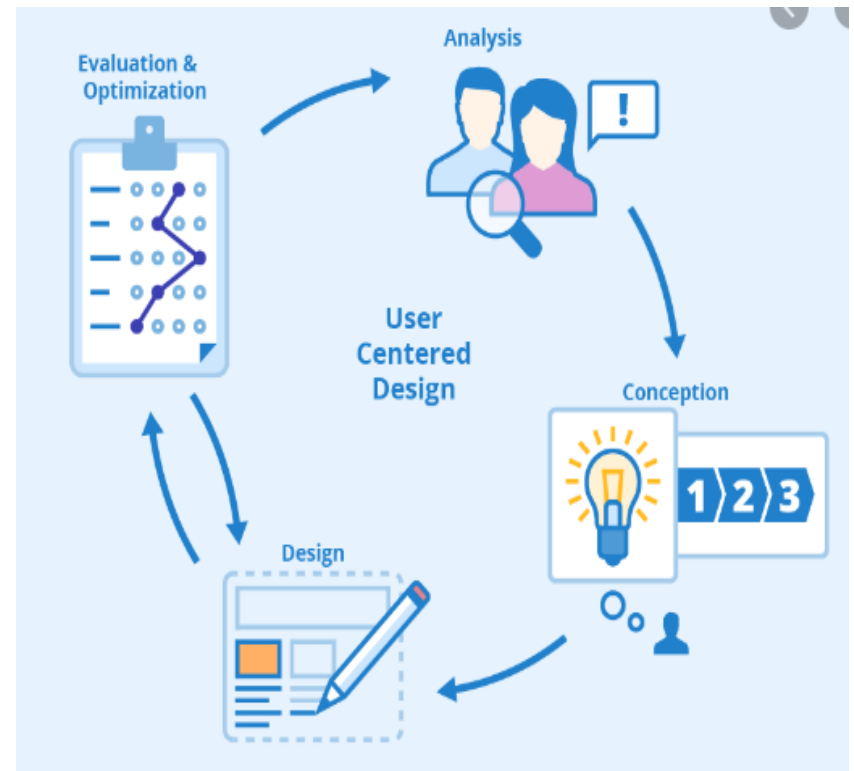 Analysis
Evaluation &
Optimization
!
User
Centered
Design
Conception
1 2 3
Design